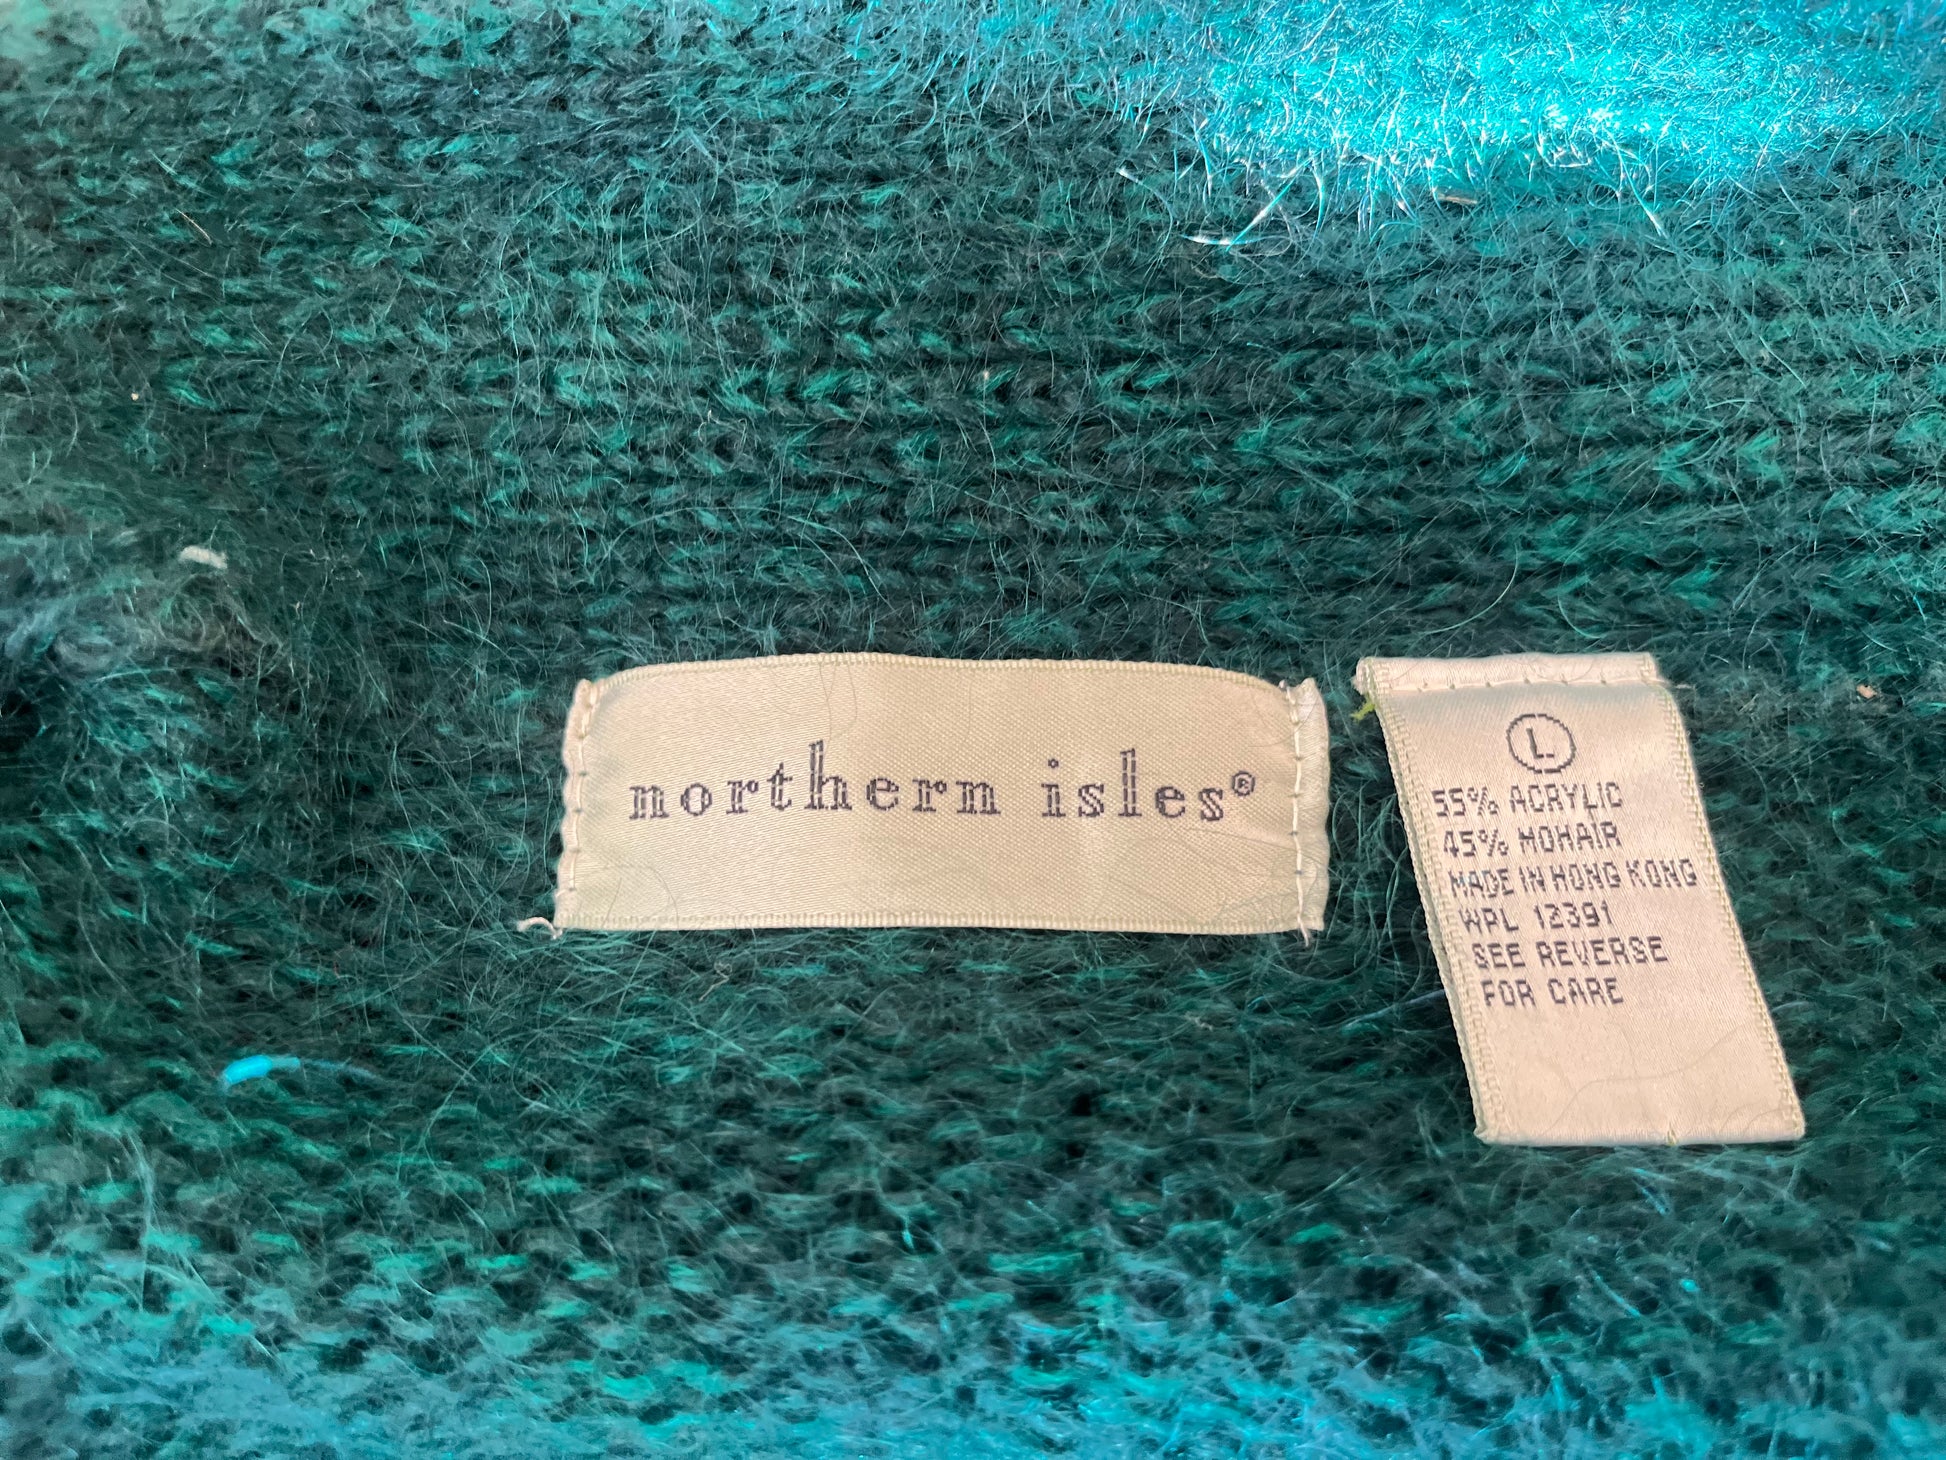 northern isles®
L
55% ACRYLIC
45% MOHAIR
MADE IN HONG KONG
WPL 12391
SEE REVERSE
FOR CARE